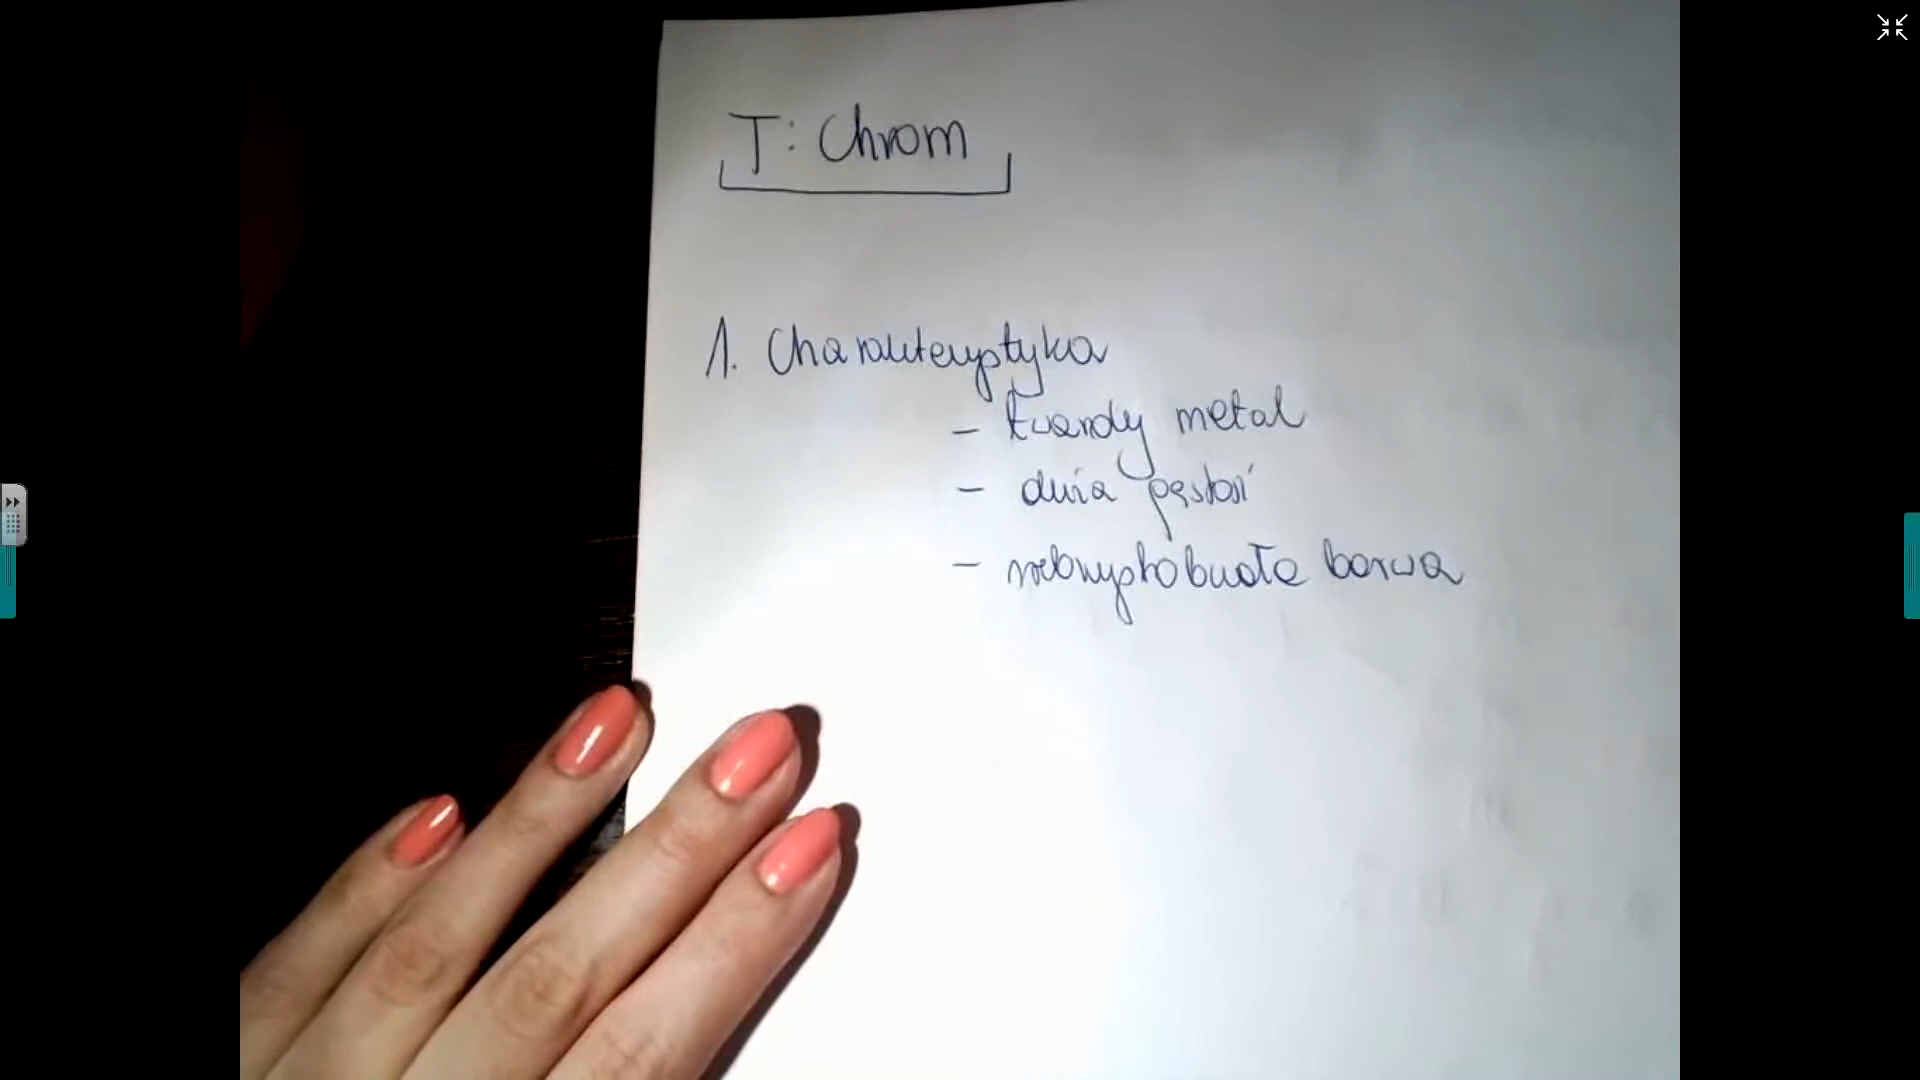 T: Chrom
1. Charakterystyka
- twardy metal
- duża gęstość
- srebrzystobiała barwa